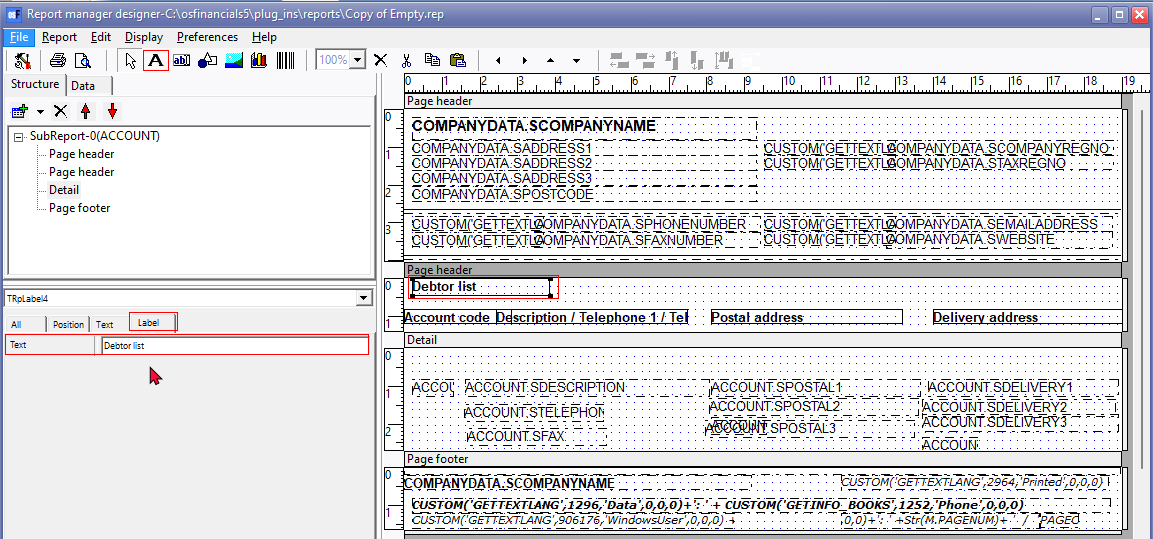 Report manager designer-C:\osfinancials5\plug_ins\reports\Copy of Empty.rep
File Report Edit Display Preferences Help
A ab 100%
Structure Data
SubReport-0(ACCOUNT)
Page header
Page header
Detail
Page footer
TRpLabel4
All Position Text Label
Text Debtor list
0 1 2 3 4 5 6 7 8 9 10 11 12 13 14 15 16 17 18 19
Page header
0 1 2 3
COMPANYDATA.SCOMPANYNAME
COMPANYDATA.SADDRESS1 CUSTOM('GETTEXTLA COMPANYDATA.SCOMPANYREGNO
COMPANYDATA.SADDRESS2 CUSTOM('GETTEXTLA COMPANYDATA.STAXREGNO
COMPANYDATA.SADDRESS3
COMPANYDATA.SPOSTCODE
CUSTOM('GETTEXTLA COMPANYDATA.SPHONENUMBER CUSTOM('GETTEXTLA COMPANYDATA.SEMAILADDRESS
CUSTOM('GETTEXTLA COMPANYDATA.SFAXNUMBER CUSTOM('GETTEXTLA COMPANYDATA.SWEBSITE
Page header
0 1
Debtor list
Account code Description / Telephone 1 / Tel Postal address Delivery address
Detail
0 1 2
ACCOU ACCOUNT.SDESCRIPTION ACCOUNT.SPOSTAL1 ACCOUNT.SDELIVERY1
ACCOUNT.STELEPHON ACCOUNT.SPOSTAL2 ACCOUNT.SDELIVERY2
ACCOUNT.SFAX ACCOUNT.SPOSTAL3 ACCOUNT.SDELIVERY3
ACCOUN
Page footer
0 1
COMPANYDATA.SCOMPANYNAME CUSTOM('GETTEXTLANG',2964,'Printed',0,0,0)
CUSTOM('GETTEXTLANG',1296,'Data',0,0,0)+': ' + CUSTOM('GETINFO_BOOKS',1252,'Phone',0,0,0)
CUSTOM('GETTEXTLANG',906176,'WindowsUser',0,0,0) + 0,0)+': ' +Str(M.PAGENUM)+ ' / 'PAGEC